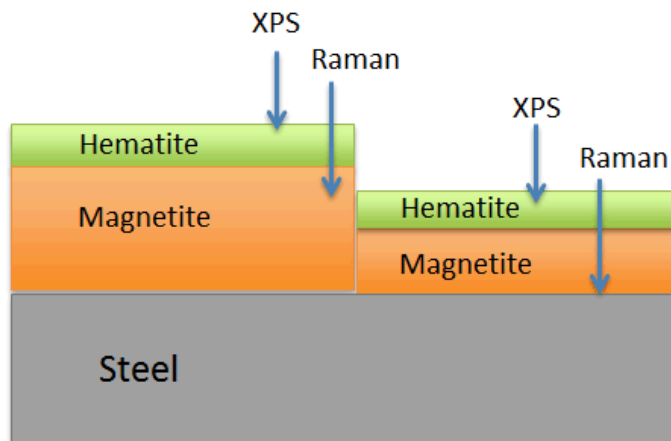 XPS
Raman
XPS
Raman
Hematite
Magnetite
Hematite
Magnetite
Steel